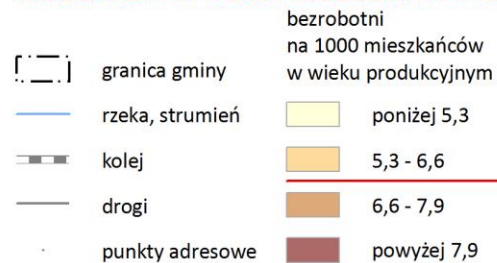 bezrobotni
na 1000 mieszkańców
w wieku produkcyjnym
granica gminy
rzeka, strumień
kolej
drogi
punkty adresowe
poniżej 5,3
5,3 - 6,6
6,6 - 7,9
powyżej 7,9